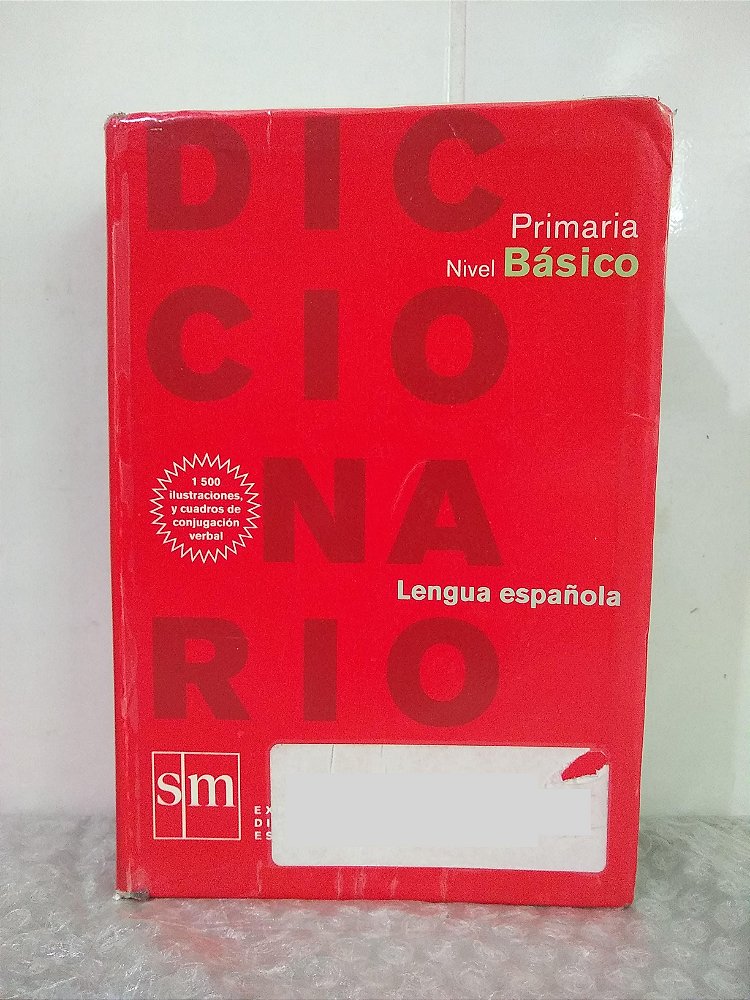 DIC
Primaria
Nivel Básico
CIO
NA
1 500
ilustraciones,
y cuadros de
conjugación
verbal
Lengua española
RIO
sm